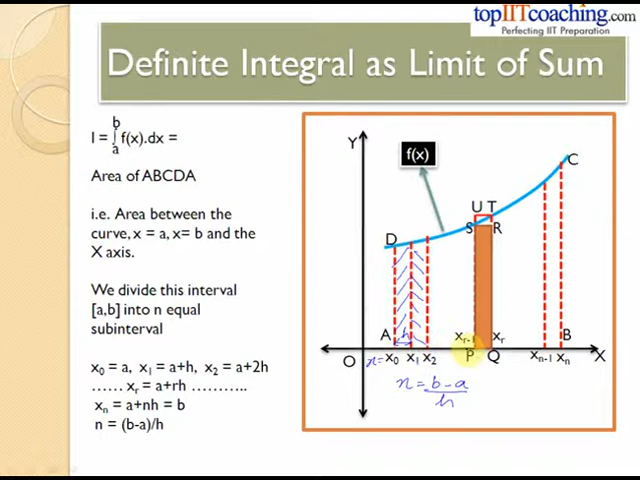 topIITcoaching.com
Perfecting IIT Preparation
Definite Integral as Limit of Sum
b
I = ∫ f(x).dx =
a
Area of ABCDA
i.e. Area between the
curve, x = a, x= b and the
X axis.
We divide this interval
[a,b] into n equal
subinterval
x₀ = a, x₁ = a+h, x₂ = a+2h
...... xᵣ = a+rh ..........
xₙ = a+nh = b
n = (b-a)/h
Y
f(x)
C
U T
D
S R
h
A xᵣ₋₁ xᵣ B
O x= x₀ x₁ x₂ P Q xₙ₋₁ xₙ X
n = b-a
h